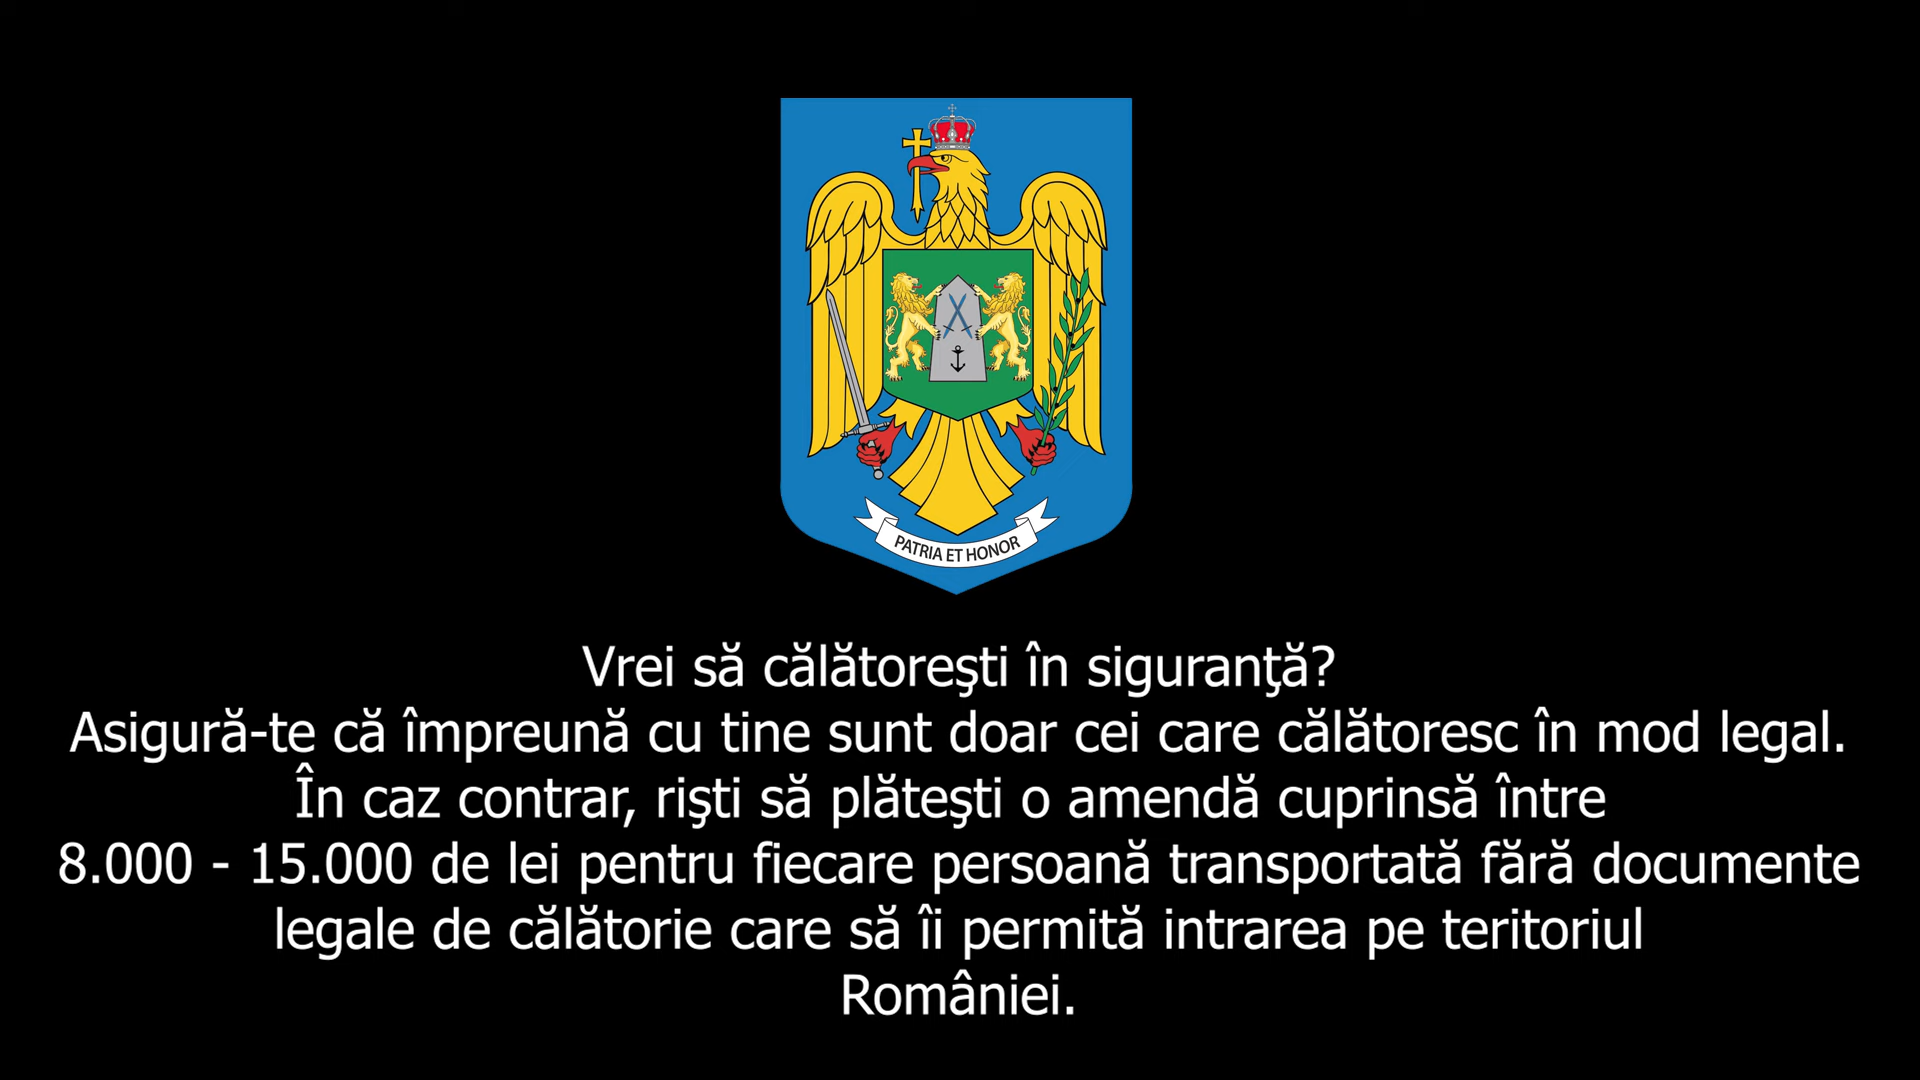 PATRIA ET HONOR
Vrei să călătoreşti în siguranţă?
Asigură-te că împreună cu tine sunt doar cei care călătoresc în mod legal.
În caz contrar, rişti să plăteşti o amendă cuprinsă între
8.000 - 15.000 de lei pentru fiecare persoană transportată fără documente
legale de călătorie care să îi permită intrarea pe teritoriul
României.